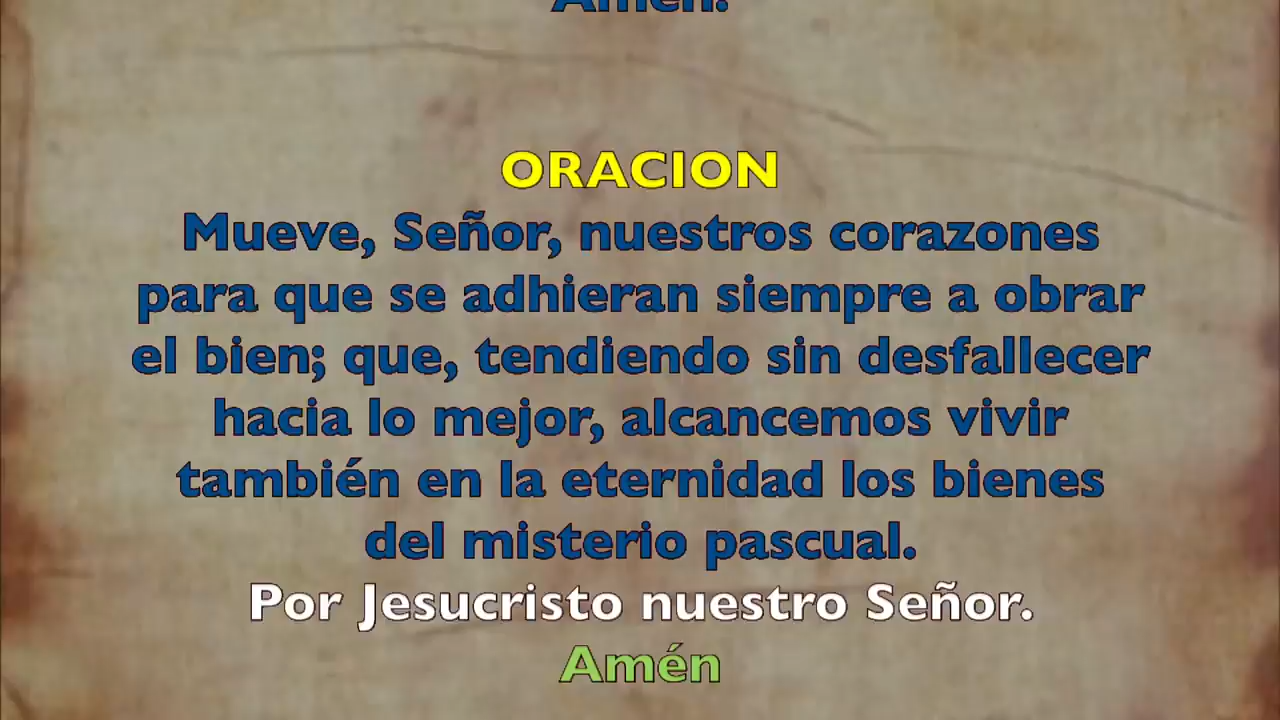 Amén.
ORACION
Mueve, Señor, nuestros corazones
para que se adhieran siempre a obrar
el bien; que, tendiendo sin desfallecer
hacia lo mejor, alcancemos vivir
también en la eternidad los bienes
del misterio pascual.
Por Jesucristo nuestro Señor.
Amén